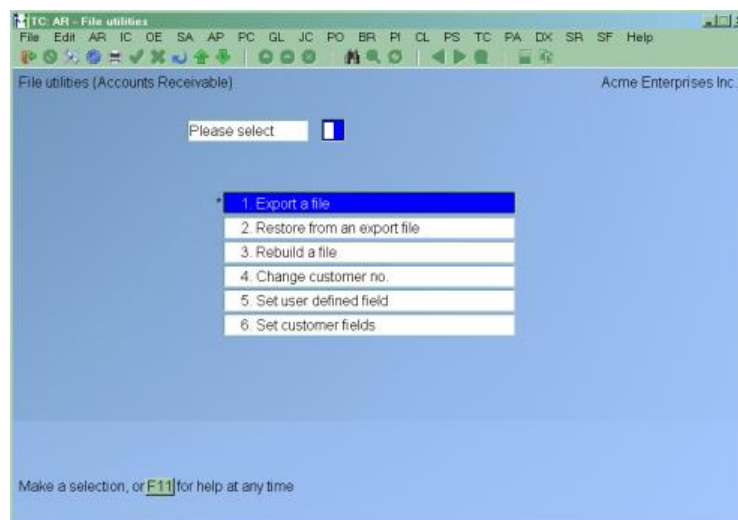 TC: AR - File utilities
File Edit AR IC OE SA AP PC GL JC PO BR PI CL PS TC PA DX SR SF Help
File utilities (Accounts Receivable) Acme Enterprises Inc.
Please select
* 1. Export a file
2. Restore from an export file
3. Rebuild a file
4. Change customer no.
5. Set user defined field
6. Set customer fields
Make a selection, or F11 for help at any time